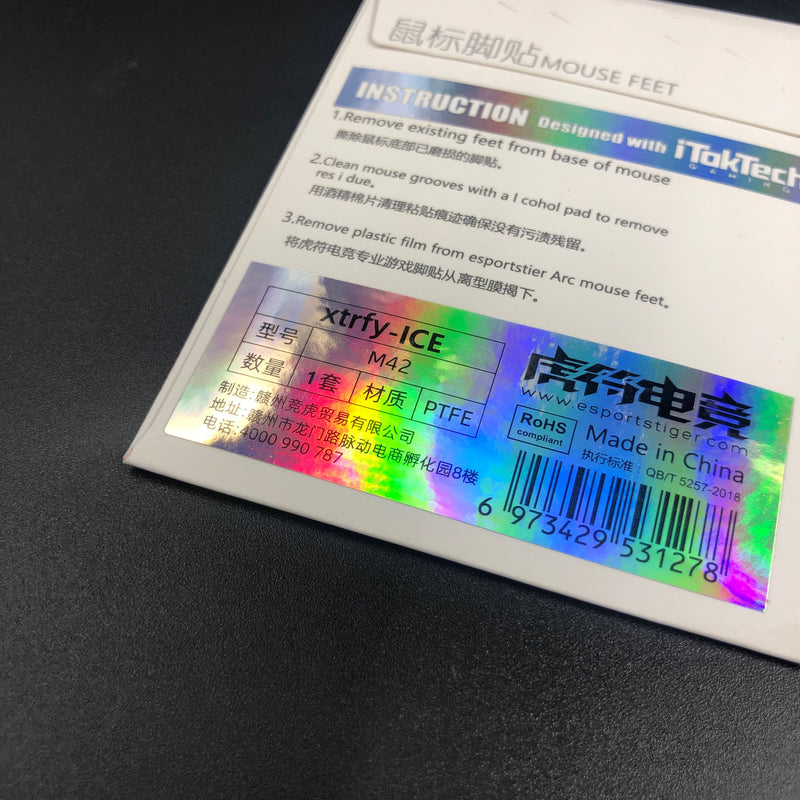 鼠标脚贴MOUSE FEET
INSTRUCTION Designed with iTokTech
GAMING
1.Remove existing feet from base of mouse
撕除鼠标底部已磨损的脚贴。
2.Clean mouse grooves with a l cohol pad to remove
res i due。
用酒精棉片清理粘贴痕迹确保没有污渍残留。
3.Remove plastic film from esportstier Arc mouse feet。
将虎符电竞专业游戏脚贴从离型膜揭下。
xtrfy-ICE
型号 M42
数量 1套 材质 PTFE
制造:赣州竞虎贸易有限公司
地址:赣州市龙门路脉动电商孵化园8楼
电话:4000 990 787
虎符电竞
www.esportstiger.com
RoHS
compliant
Made in China
执行标准：QB/T 5257-2018
6 973429 531278